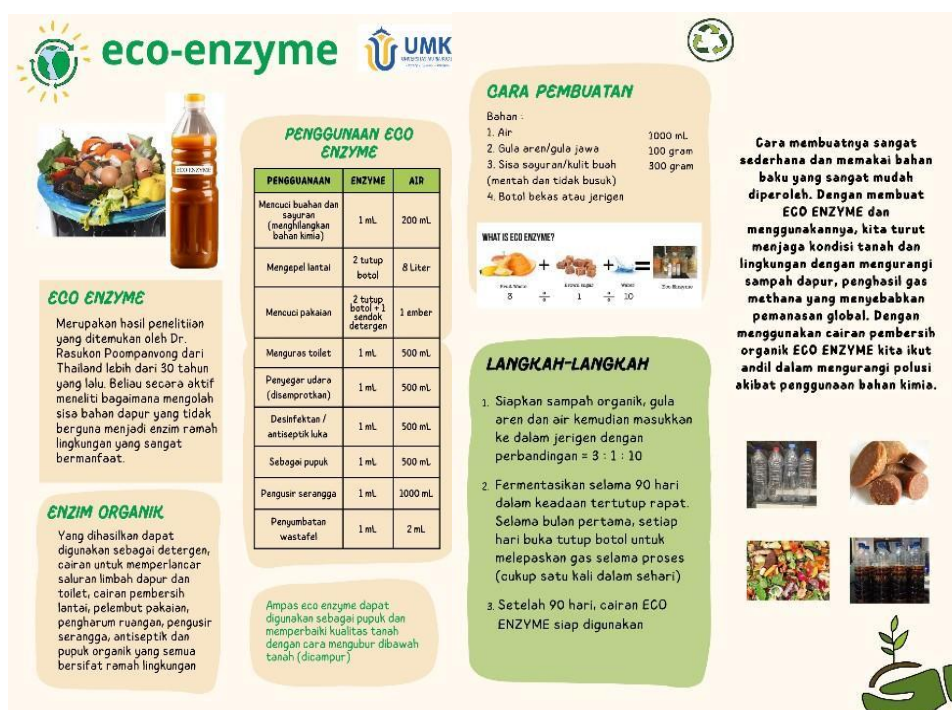 eco-enzyme
UMK
ECO ENZYME
ECO ENZYME
Merupakan hasil penelitiian
yang ditemukan oleh Dr.
Rasukon Poompanvong dari
Thailand lebih dari 30 tahun
yang lalu. Beliau secara aktif
meneliti bagaimana mengolah
sisa bahan dapur yang tidak
berguna menjadi enzim ramah
lingkungan yang sangat
bermanfaat.
ENZIM ORGANIK
Yang dihasilkan dapat
digunakan sebagai detergen,
cairan untuk memperlancar
saluran limbah dapur dan
toilet, cairan pembersih
lantai, pelembut pakaian,
pengharum ruangan, pengusir
serangga, antiseptik dan
pupuk organik yang semua
bersifat ramah lingkungan
PENGGUNAAN ECO
ENZYME
PENGGUANAAN ENZYME AIR
Mencuci buahan dan
sayuran
(menghilangkan
bahan kimia) 1 mL 200 mL
Mengepel lantai 2 tutup
botol 8 Liter
Mencuci pakaian 2 tutup
botol + 1
sendok
detergen 1 ember
Menguras toilet 1 mL 500 mL
Penyegar udara
(disemprotkan) 1 mL 500 mL
Desinfektan /
antiseptik luka 1 mL 500 mL
Sebagai pupuk 1 mL 500 mL
Pengusir serangga 1 mL 1000 mL
Penyumbatan
wastafel 1 mL 2 mL
Ampas eco enzyme dapat
digunakan sebagai pupuk dan
memperbaiki kualitas tanah
dengan cara mengubur dibawah
tanah (dicampur)
CARA PEMBUATAN
Bahan :
1. Air 1000 mL
2. Gula aren/gula jawa 100 gram
3. Sisa sayuran/kulit buah 300 gram
(mentah dan tidak busuk)
4. Botol bekas atau jerigen
WHAT IS ECO ENZYME?
+ + =
Eco Enzyme
3 1 10
LANGKAH-LANGKAH
1. Siapkan sampah organik, gula
aren dan air kemudian masukkan
ke dalam jerigen dengan
perbandingan = 3 : 1 : 10
2. Fermentasikan selama 90 hari
dalam keadaan tertutup rapat.
Selama bulan pertama, setiap
hari buka tutup botol untuk
melepaskan gas selama proses
(cukup satu kali dalam sehari)
3. Setelah 90 hari, cairan ECO
ENZYME siap digunakan
Cara membuatnya sangat
sederhana dan memakai bahan
baku yang sangat mudah
diperoleh. Dengan membuat
ECO ENZYME dan
menggunakannya, kita turut
menjaga kondisi tanah dan
lingkungan dengan mengurangi
sampah dapur, penghasil gas
methana yang menyebabkan
pemanasan global. Dengan
menggunakan cairan pembersih
organik ECO ENZYME kita ikut
andil dalam mengurangi polusi
akibat penggunaan bahan kimia.